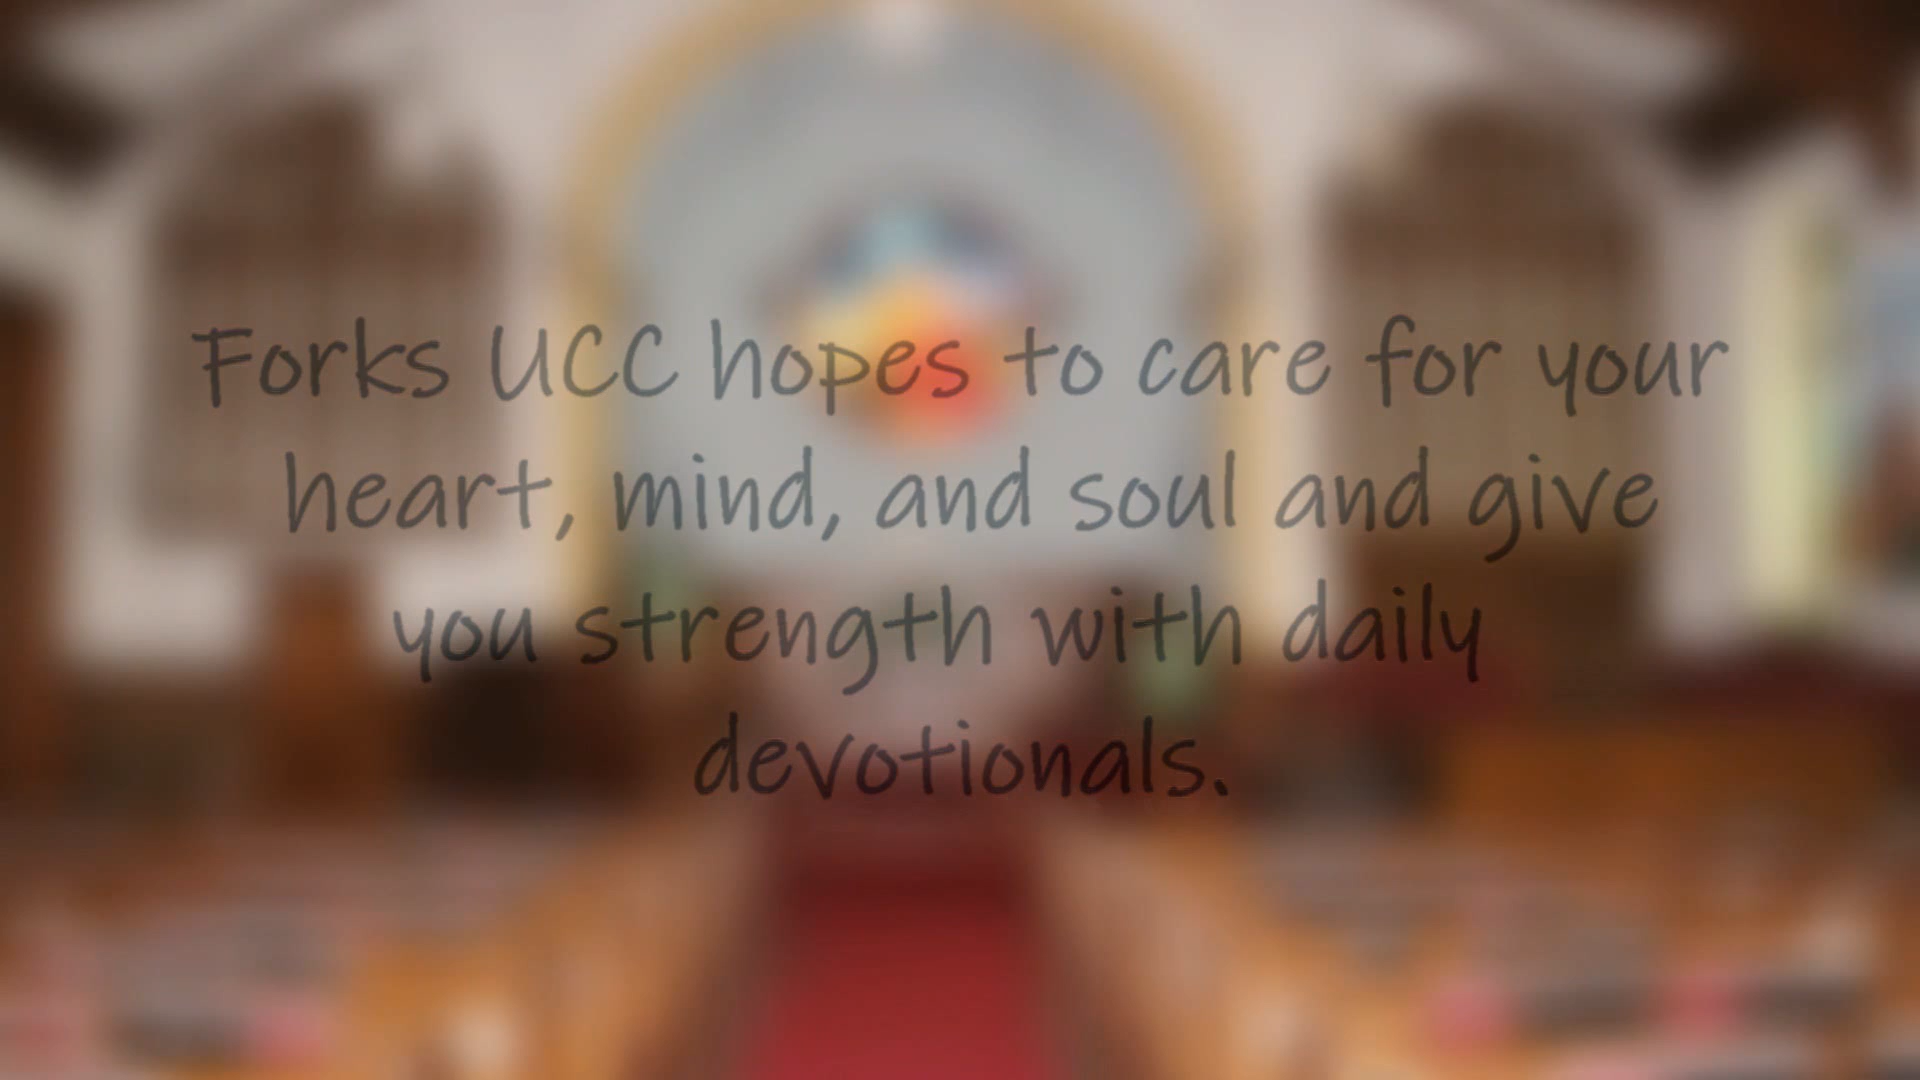 Forks UCC hopes to care for your
heart, mind, and soul and give
you strength with daily
devotionals.